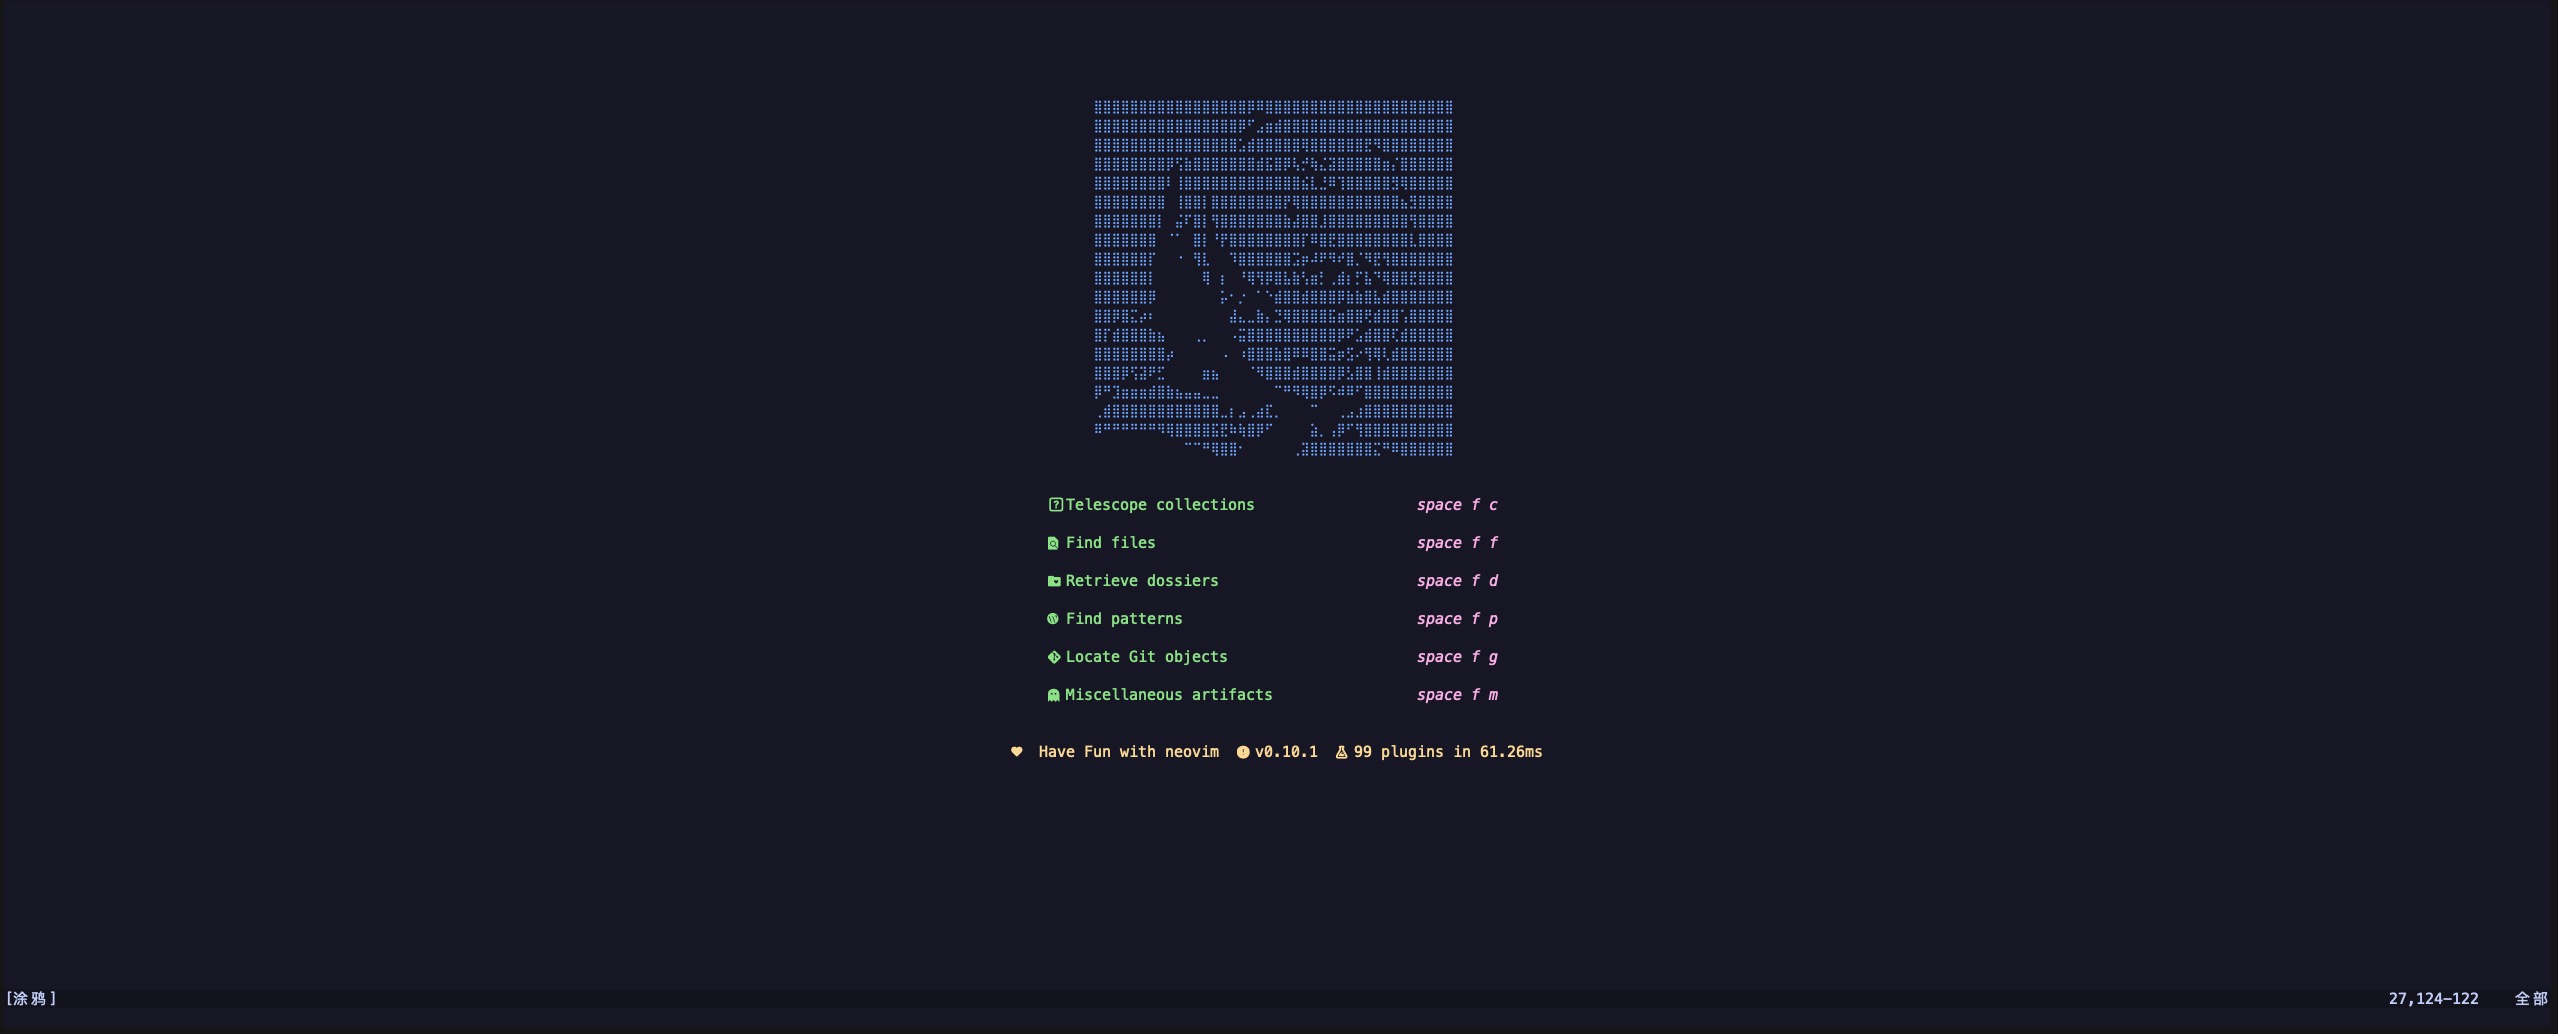 Telescope collections space f c
Find files space f f
Retrieve dossiers space f d
Find patterns space f p
Locate Git objects space f g
Miscellaneous artifacts space f m
Have Fun with neovim v0.10.1 99 plugins in 61.26ms
[涂鸦] 27,124-122 全部